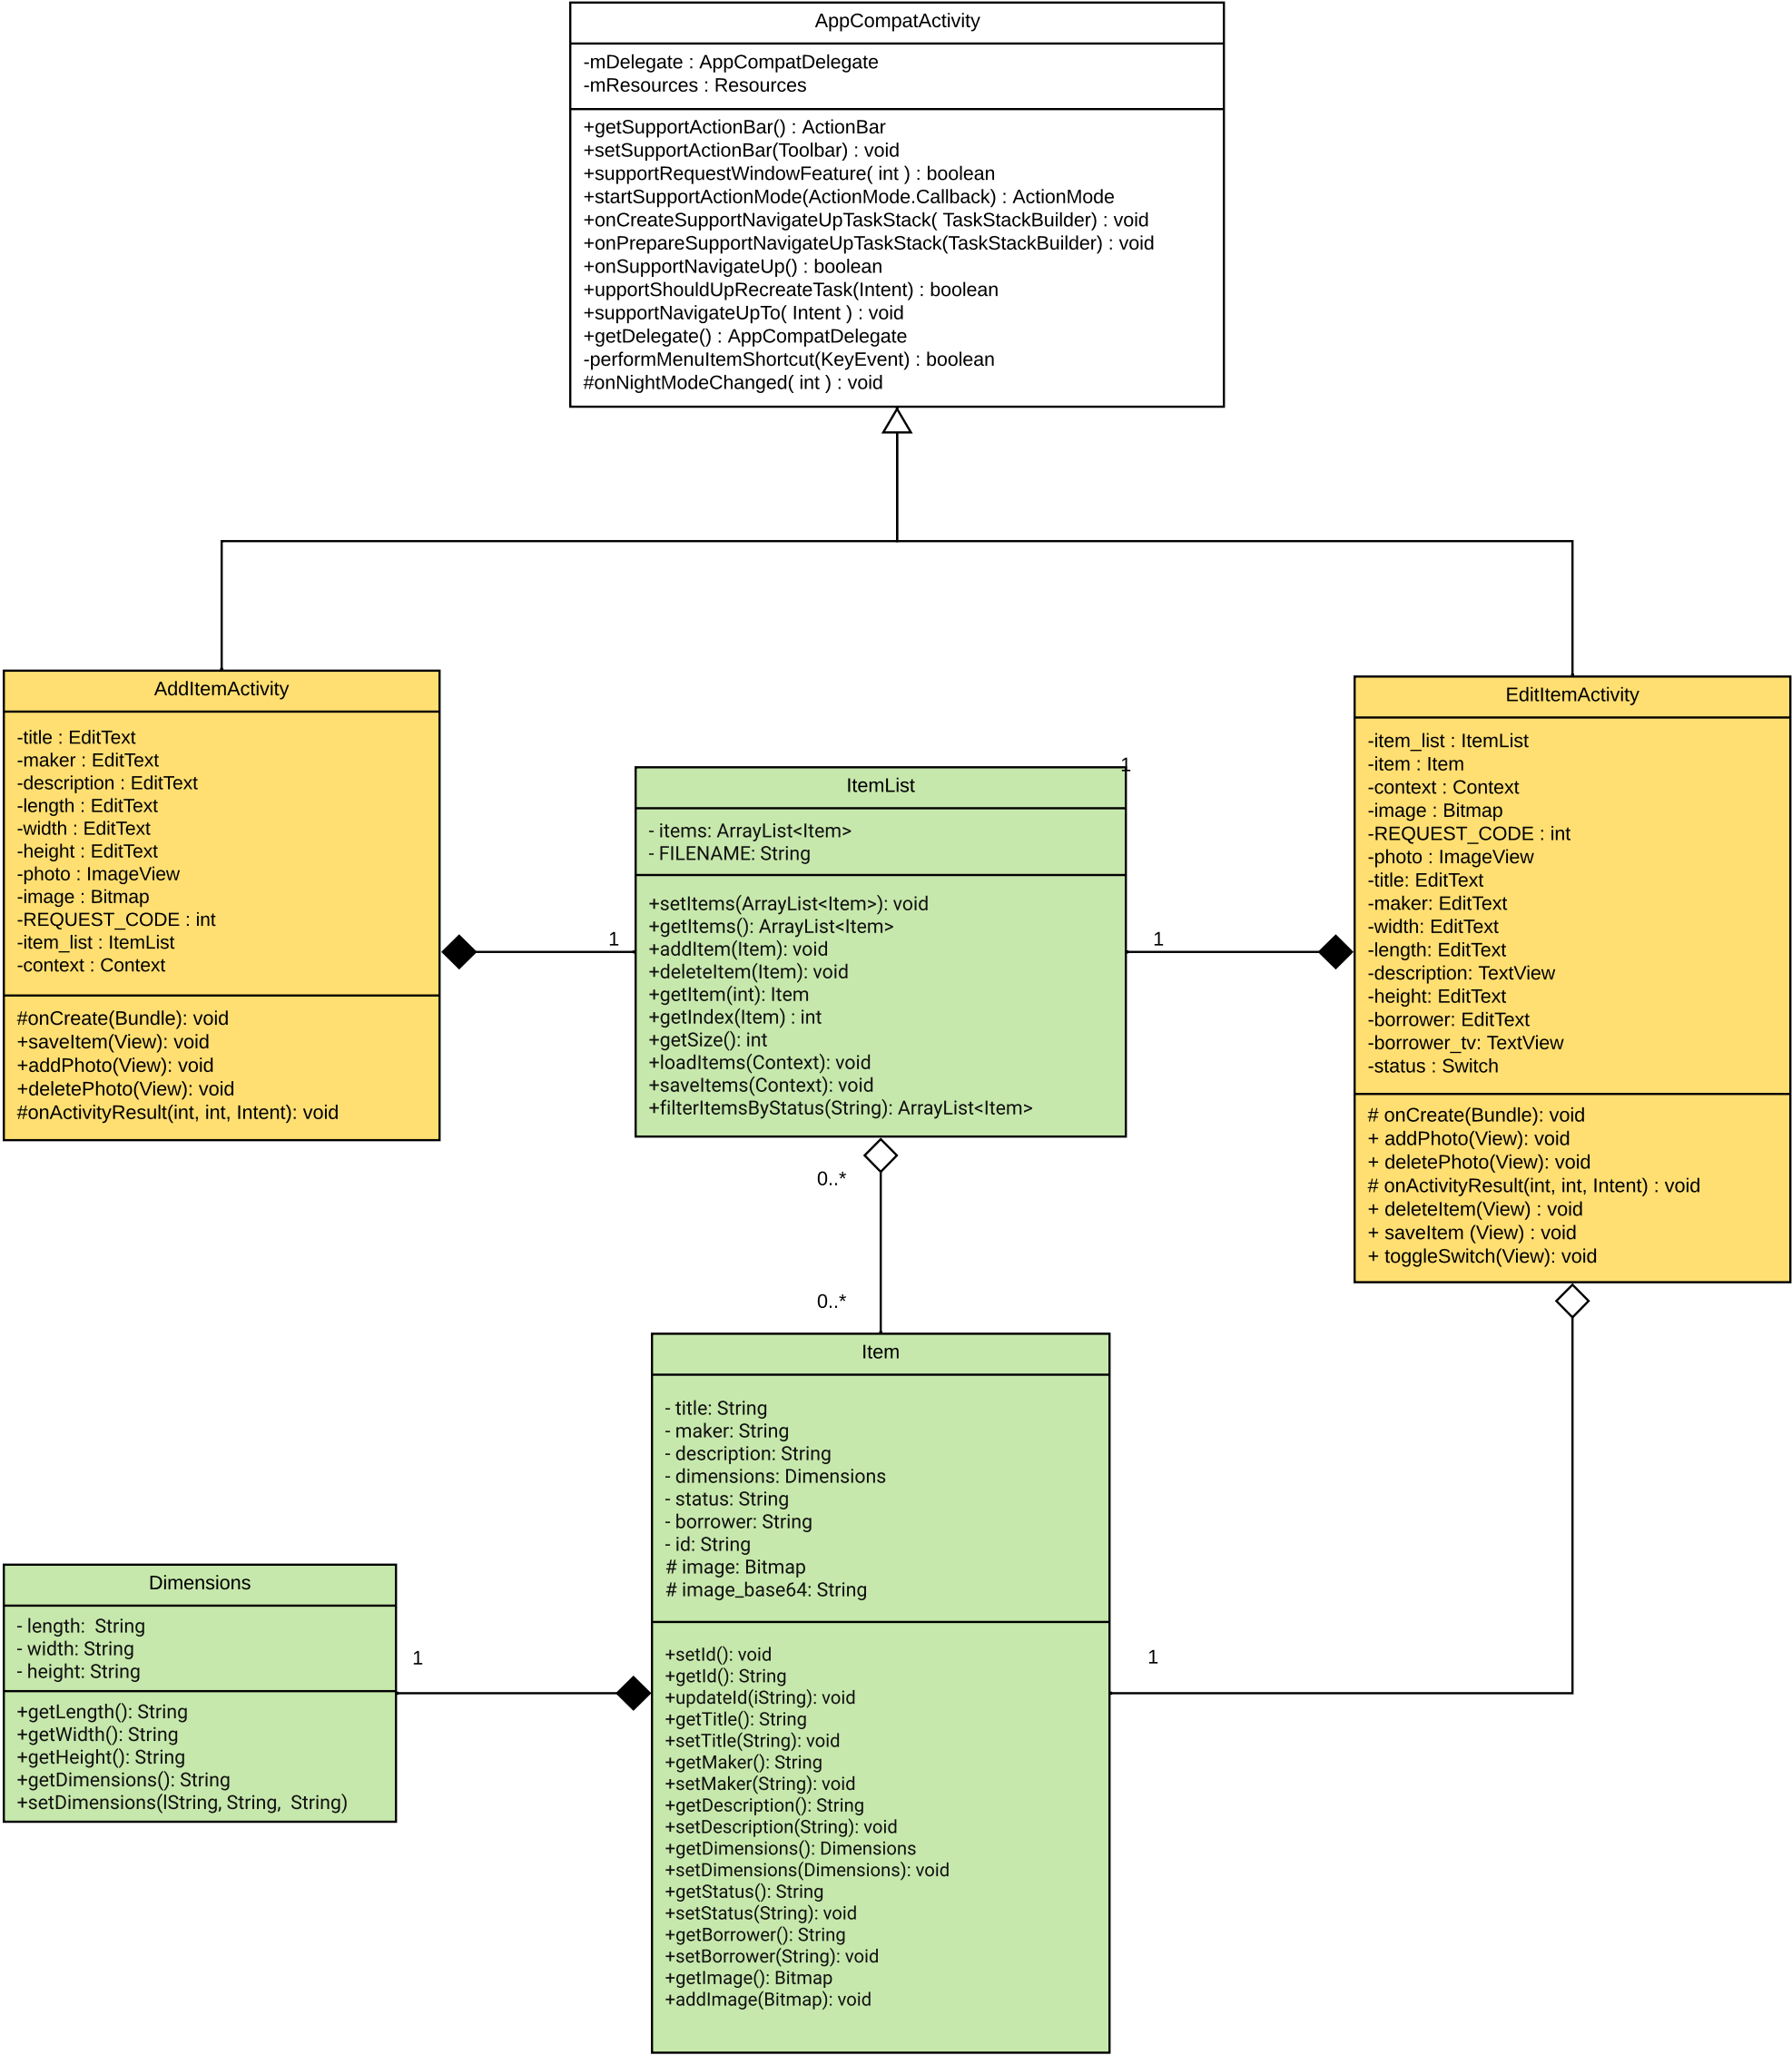 AppCompatActivity
-mDelegate : AppCompatDelegate
-mResources : Resources
+getSupportActionBar() : ActionBar
+setSupportActionBar(Toolbar) : void
+supportRequestWindowFeature( int ) : boolean
+startSupportActionMode(ActionMode.Callback) : ActionMode
+onCreateSupportNavigateUpTaskStack( TaskStackBuilder) : void
+onPrepareSupportNavigateUpTaskStack(TaskStackBuilder) : void
+onSupportNavigateUp() : boolean
+upportShouldUpRecreateTask(Intent) : boolean
+supportNavigateUpTo( Intent ) : void
+getDelegate() : AppCompatDelegate
-performMenuItemShortcut(KeyEvent) : boolean
#onNightModeChanged( int ) : void
AddItemActivity
-title : EditText
-maker : EditText
-description : EditText
-length : EditText
-width : EditText
-height : EditText
-photo : ImageView
-image : Bitmap
-REQUEST_CODE : int
-item_list : ItemList
-context : Context
#onCreate(Bundle): void
+saveItem(View): void
+addPhoto(View): void
+deletePhoto(View): void
#onActivityResult(int, int, Intent): void
1
ItemList
- items: ArrayList<Item>
- FILENAME: String
+setItems(ArrayList<Item>): void
+getItems(): ArrayList<Item>
+addItem(Item): void
+deleteItem(Item): void
+getItem(int): Item
+getIndex(Item) : int
+getSize(): int
+loadItems(Context): void
+saveItems(Context): void
+filterItemsByStatus(String): ArrayList<Item>
1
1
EditItemActivity
-item_list : ItemList
-item : Item
-context : Context
-image : Bitmap
-REQUEST_CODE : int
-photo : ImageView
-title: EditText
-maker: EditText
-width: EditText
-length: EditText
-description: TextView
-height: EditText
-borrower: EditText
-borrower_tv: TextView
-status : Switch
# onCreate(Bundle): void
+ addPhoto(View): void
+ deletePhoto(View): void
# onActivityResult(int, int, Intent) : void
+ deleteItem(View) : void
+ saveItem (View) : void
+ toggleSwitch(View): void
0..*
0..*
Item
- title: String
- maker: String
- description: String
- dimensions: Dimensions
- status: String
- borrower: String
- id: String
# image: Bitmap
# image_base64: String
+setId(): void
+getId(): String
+updateId(iString): void
+getTitle(): String
+setTitle(String): void
+getMaker(): String
+setMaker(String): void
+getDescription(): String
+setDescription(String): void
+getDimensions(): Dimensions
+setDimensions(Dimensions): void
+getStatus(): String
+setStatus(String): void
+getBorrower(): String
+setBorrower(String): void
+getImage(): Bitmap
+addImage(Bitmap): void
Dimensions
- length:  String
- width: String
- height: String
+getLength(): String
+getWidth(): String
+getHeight(): String
+getDimensions(): String
+setDimensions(lString, String,  String)
1
1